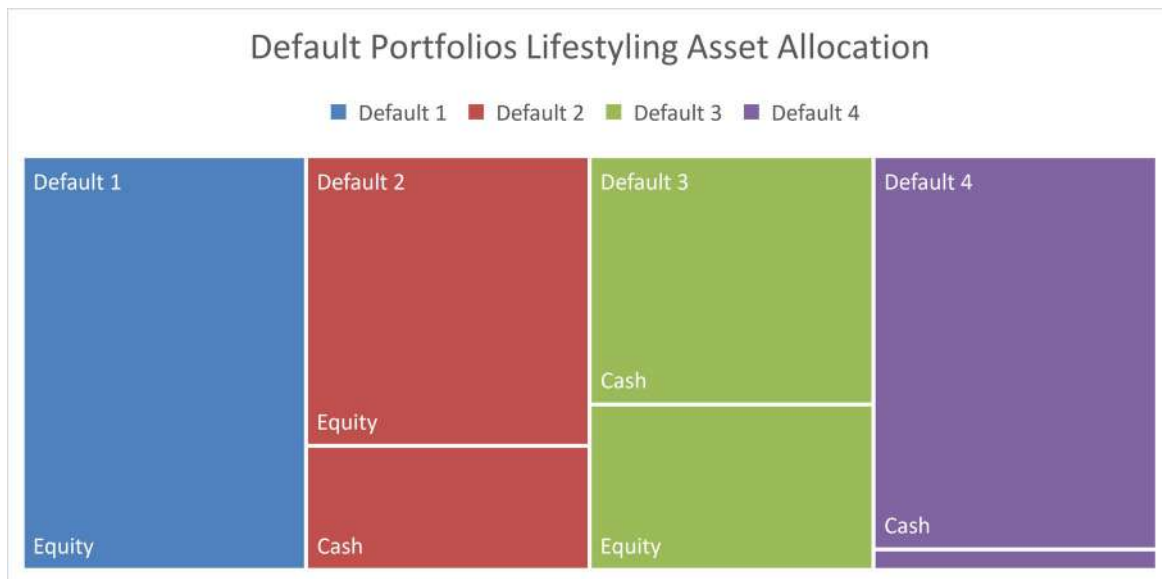 Default Portfolios Lifestyling Asset Allocation
Default 1 Default 2 Default 3 Default 4
Default 1 Default 2 Default 3 Default 4
Cash
Equity
Cash
Equity Cash Equity